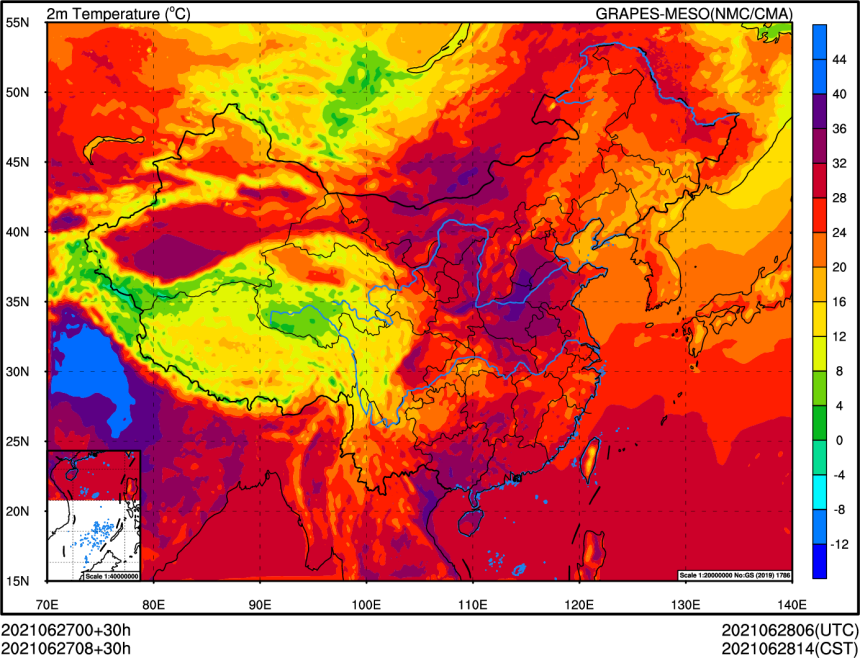 2m Temperature (°C) GRAPES-MESO(NMC/CMA)
55N
50N
45N
40N
35N
30N
25N
20N
15N
70E 80E 90E 100E 110E 120E 130E 140E
44
40
36
32
28
24
20
16
12
8
4
0
-4
-8
-12
Scale 1:40000000
Scale 1:20000000 No:GS (2019) 1786
2021062700+30h 2021062806(UTC)
2021062708+30h 2021062814(CST)